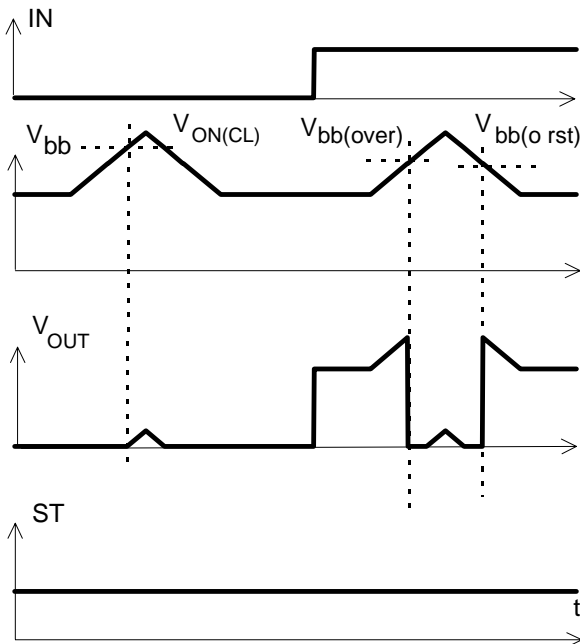 IN
Vbb
VON(CL)
Vbb(over)
Vbb(o rst)
VOUT
ST
t